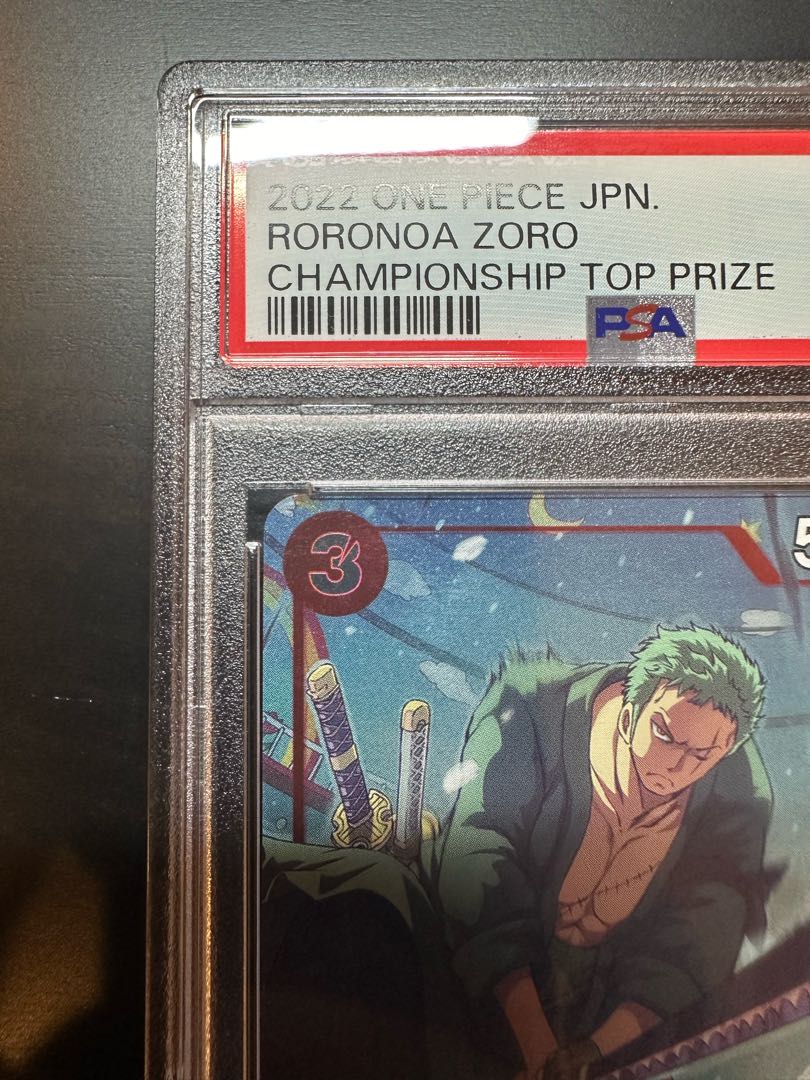 2022 ONE PIECE JPN.
RORONOA ZORO
CHAMPIONSHIP TOP PRIZE
PSA
3
5